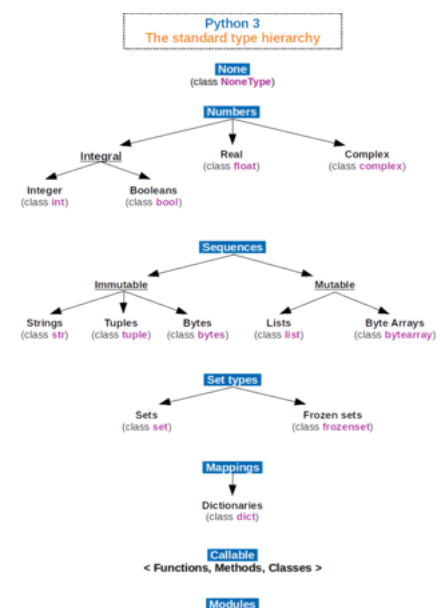 Python 3
The standard type hierarchy
None
(class NoneType)
Numbers
Integral
Real
(class float)
Complex
(class complex)
Integer
(class int)
Booleans
(class bool)
Sequences
Immutable
Mutable
Strings
(class str)
Tuples
(class tuple)
Bytes
(class bytes)
Lists
(class list)
Byte Arrays
(class bytearray)
Set types
Sets
(class set)
Frozen sets
(class frozenset)
Mappings
Dictionaries
(class dict)
Callable
< Functions, Methods, Classes >
Modules